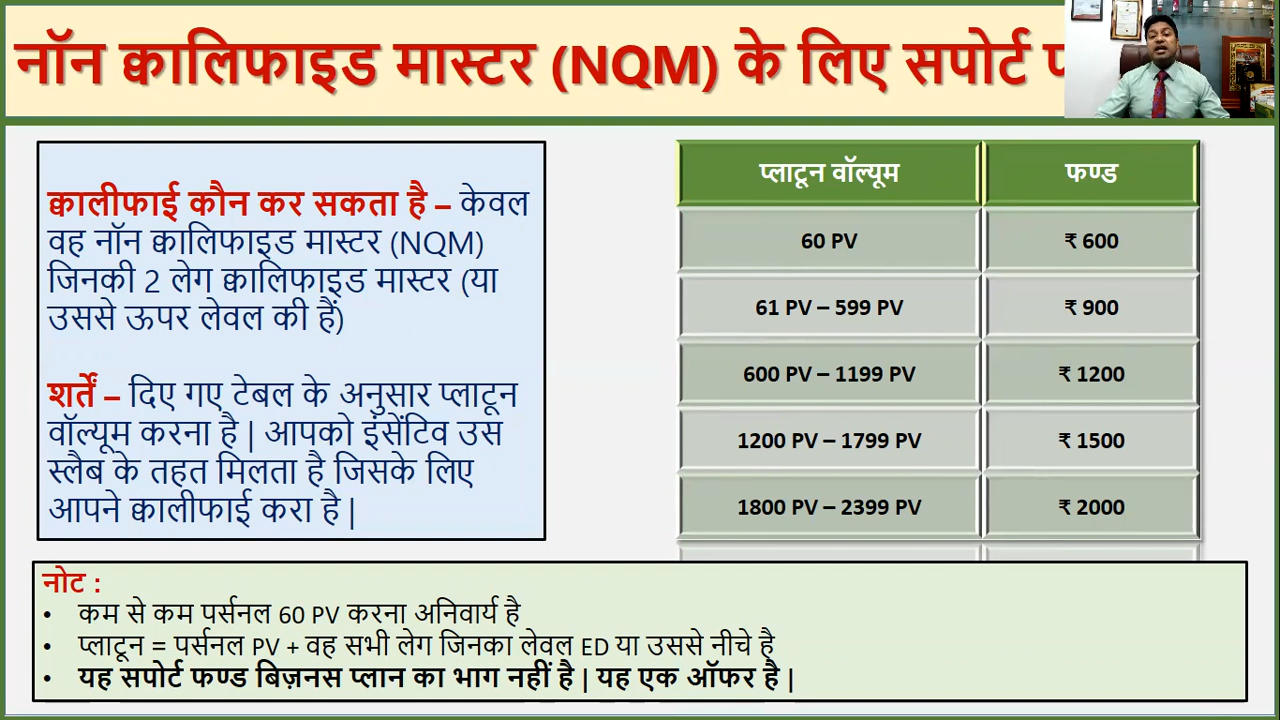 नॉन क्वालिफाइड मास्टर (NQM) के लिए सपोर्ट
क्वालीफाई कौन कर सकता है – केवल
वह नॉन क्वालिफाइड मास्टर (NQM)
जिनकी 2 लेग क्वालिफाइड मास्टर (या
उससे ऊपर लेवल की हैं)
शर्तें – दिए गए टेबल के अनुसार प्लाटून
वॉल्यूम करना है | आपको इंसेंटिव उस
स्लैब के तहत मिलता है जिसके लिए
आपने क्वालीफाई करा है |
प्लाटून वॉल्यूम फण्ड
60 PV ₹ 600
61 PV – 599 PV ₹ 900
600 PV – 1199 PV ₹ 1200
1200 PV – 1799 PV ₹ 1500
1800 PV – 2399 PV ₹ 2000
नोट :
• कम से कम पर्सनल 60 PV करना अनिवार्य है
• प्लाटून = पर्सनल PV + वह सभी लेग जिनका लेवल ED या उससे नीचे है
• यह सपोर्ट फण्ड बिज़नस प्लान का भाग नहीं है | यह एक ऑफर है |